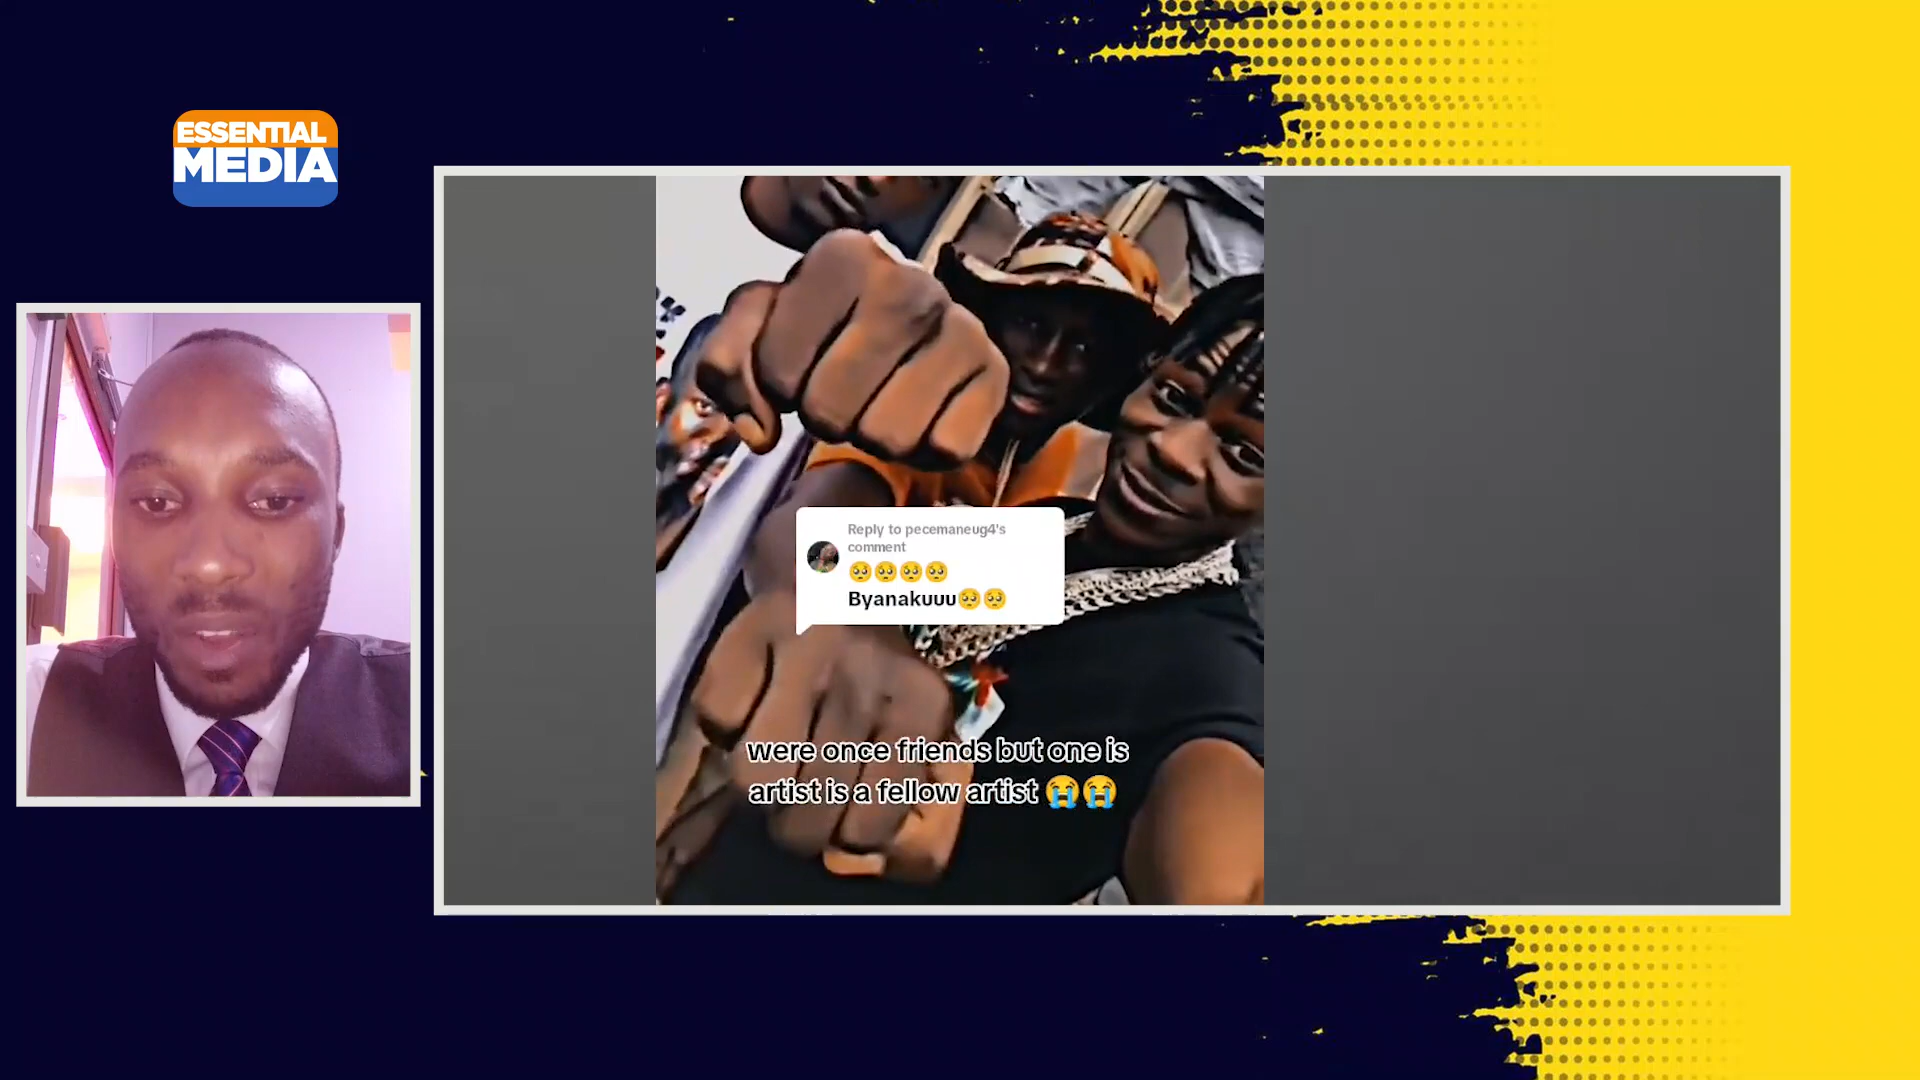 ESSENTIAL
MEDIA
Reply to pecemaneug4's
comment
🥺🥺🥺🥺
Byanakuuu🥺🥺
were once friends but one is
artist is a fellow artist 😭😭